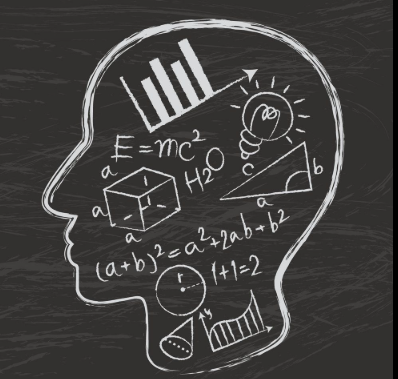 E=mc²
H2O
a
a
a
c
b
a
(a+b)²=a²+2ab+b²
r
1+1=2
y